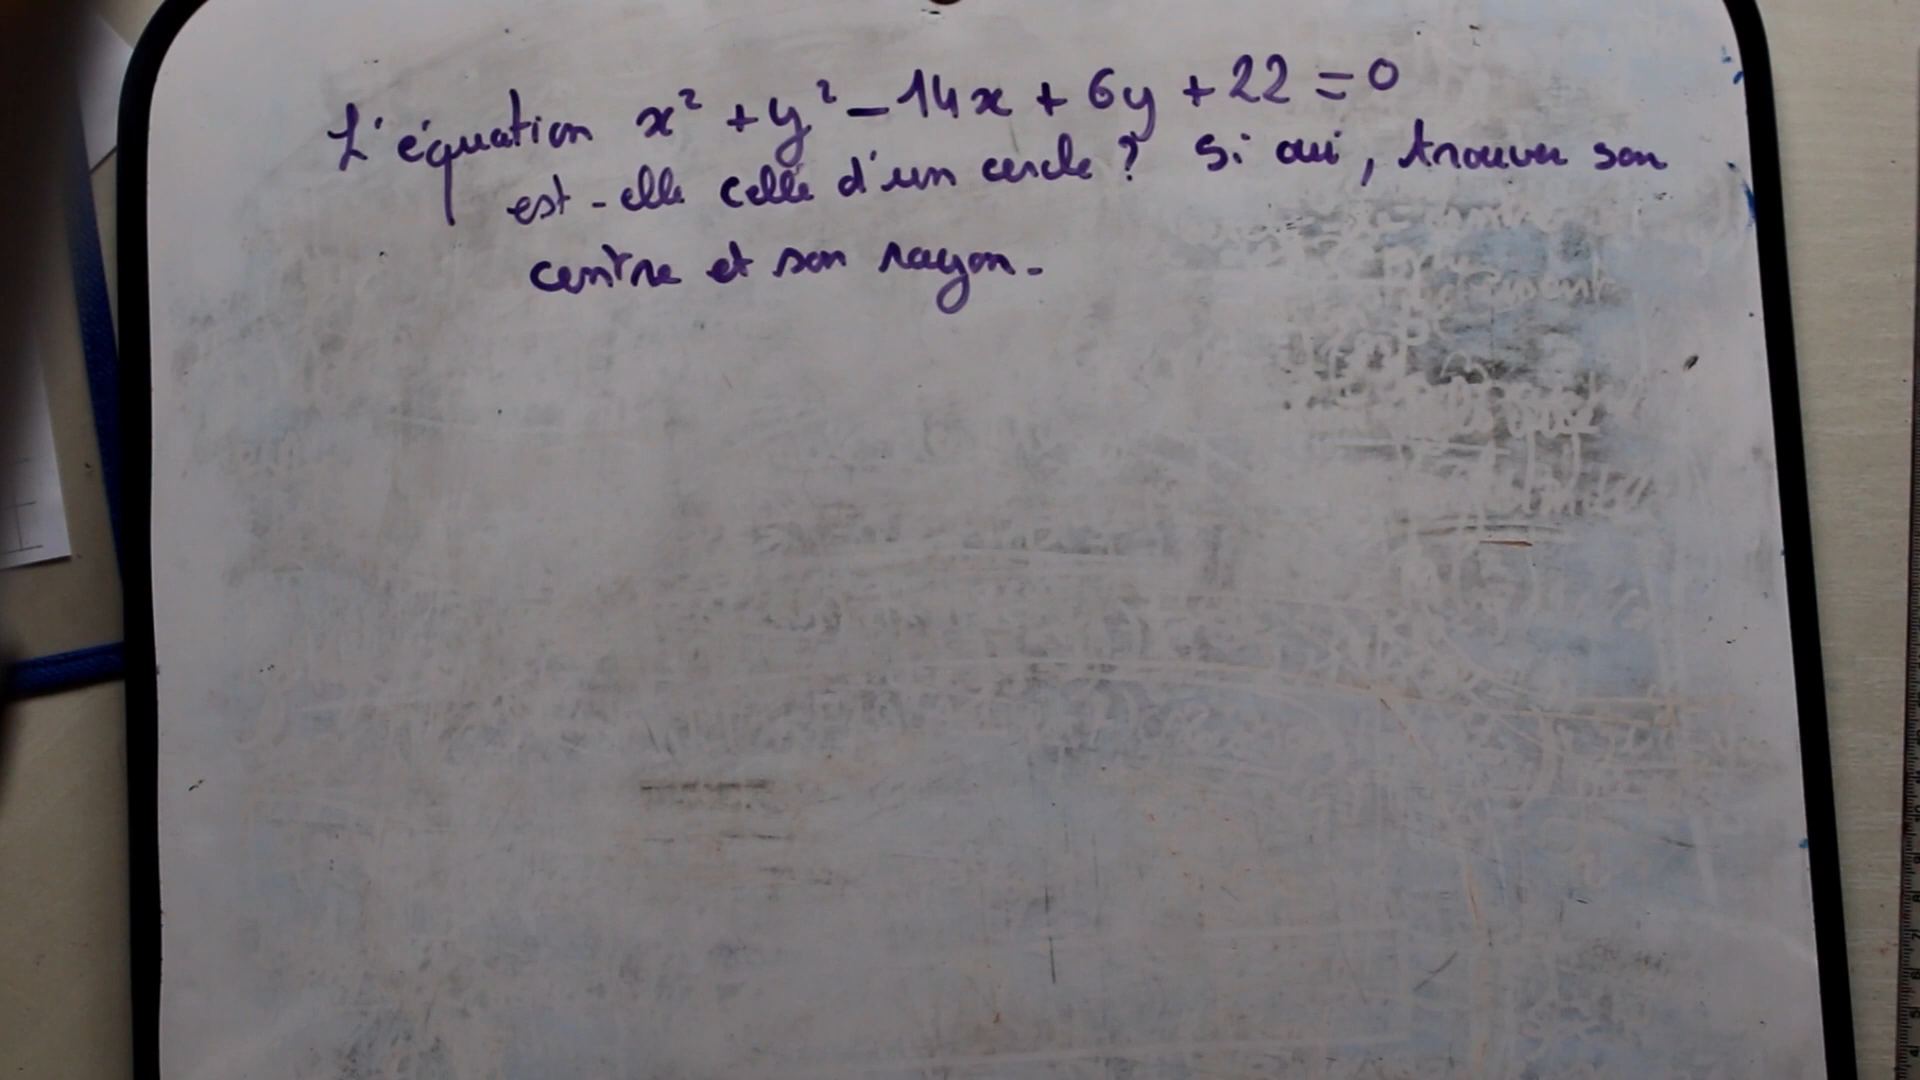 L'équation x² + y² - 14x + 6y + 22 = 0
est-elle celle d'un cercle ? Si oui, trouver son
centre et son rayon.